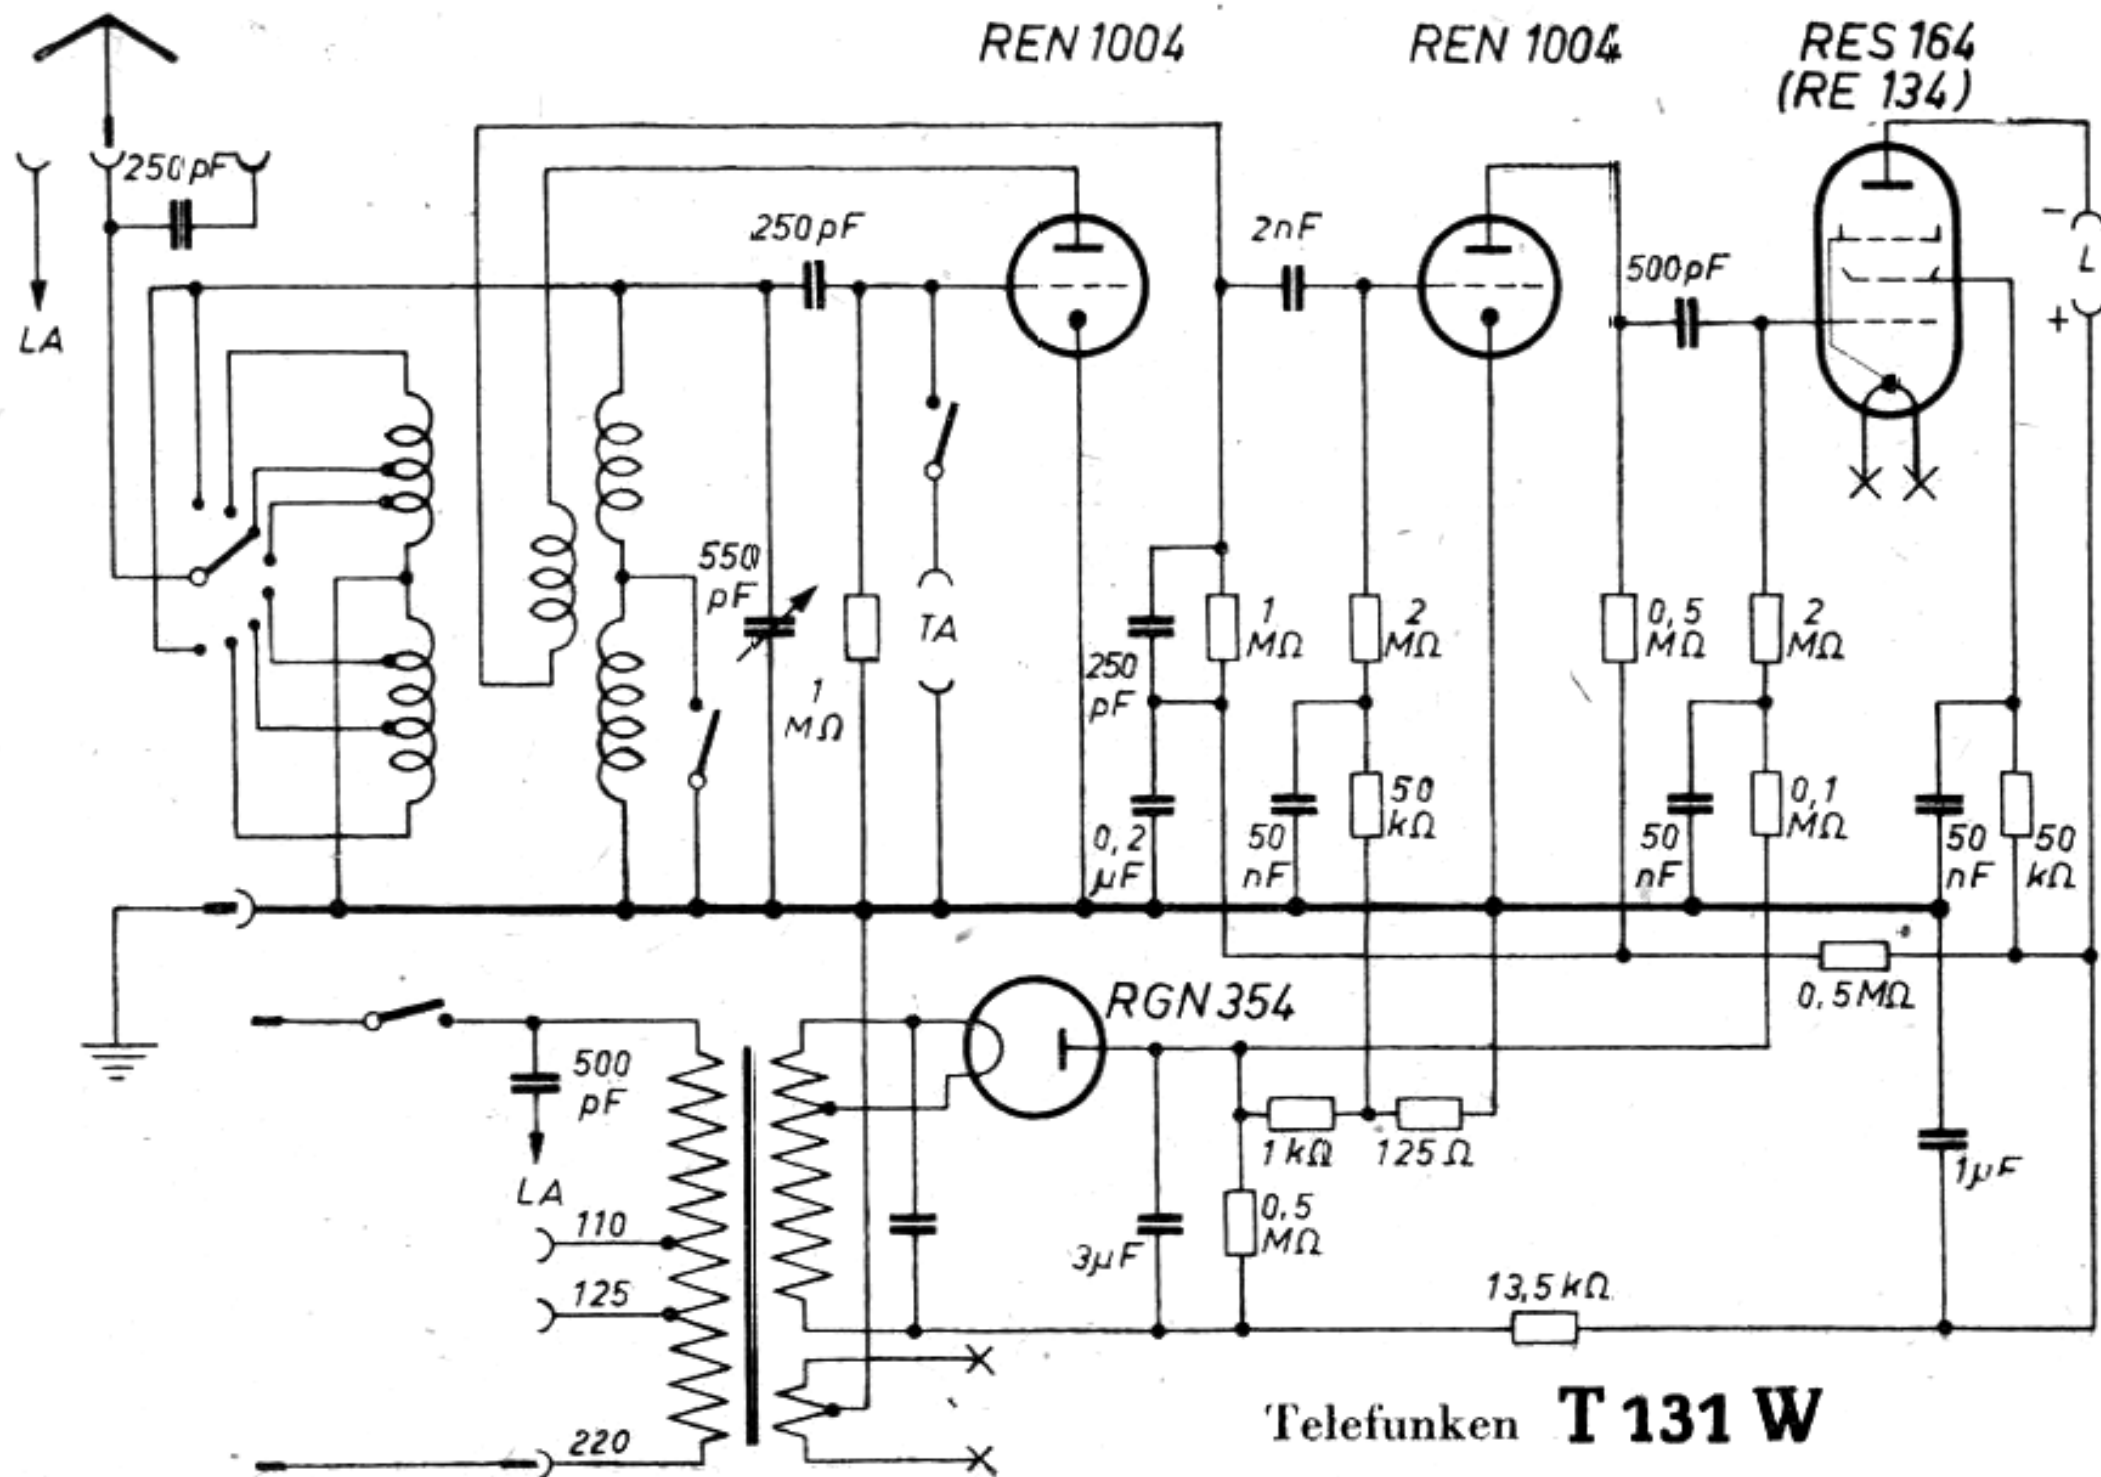 REN 1004
REN 1004
RES 164
(RE 134)
250 pF
LA
250 pF
2nF
500 pF
-
L
+
550
pF
1
MΩ
TA
250
pF
1
MΩ
2
MΩ
0,5
MΩ
2
MΩ
0,2
µF
50
nF
50
kΩ
50
nF
0,1
MΩ
50
nF
50
kΩ
0,5 MΩ
RGN 354
500
pF
LA
1 kΩ
125 Ω
1µF
110
125
220
3µF
0,5
MΩ
13,5 kΩ
Telefunken T 131 W